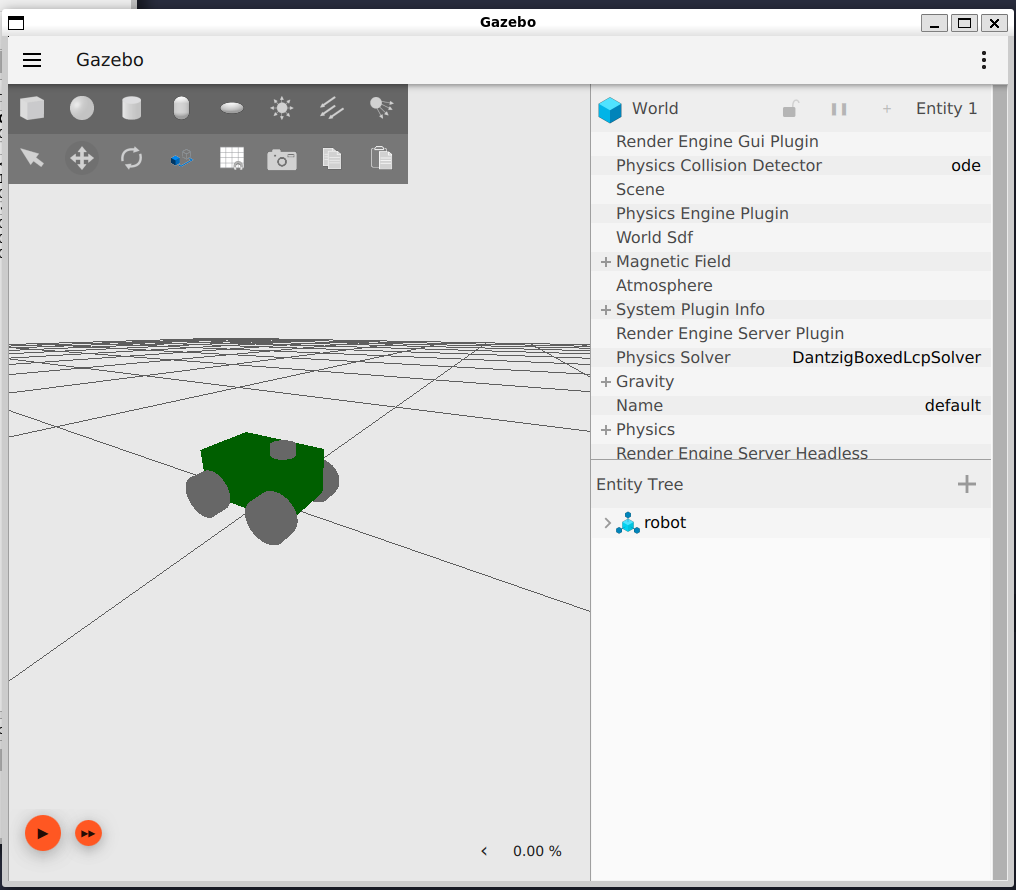 Gazebo
Gazebo
World + Entity 1
Render Engine Gui Plugin
Physics Collision Detector ode
Scene
Physics Engine Plugin
World Sdf
+ Magnetic Field
Atmosphere
+ System Plugin Info
Render Engine Server Plugin
Physics Solver DantzigBoxedLcpSolver
+ Gravity
Name default
+ Physics
Render Engine Server Headless
Entity Tree +
robot
0.00 %